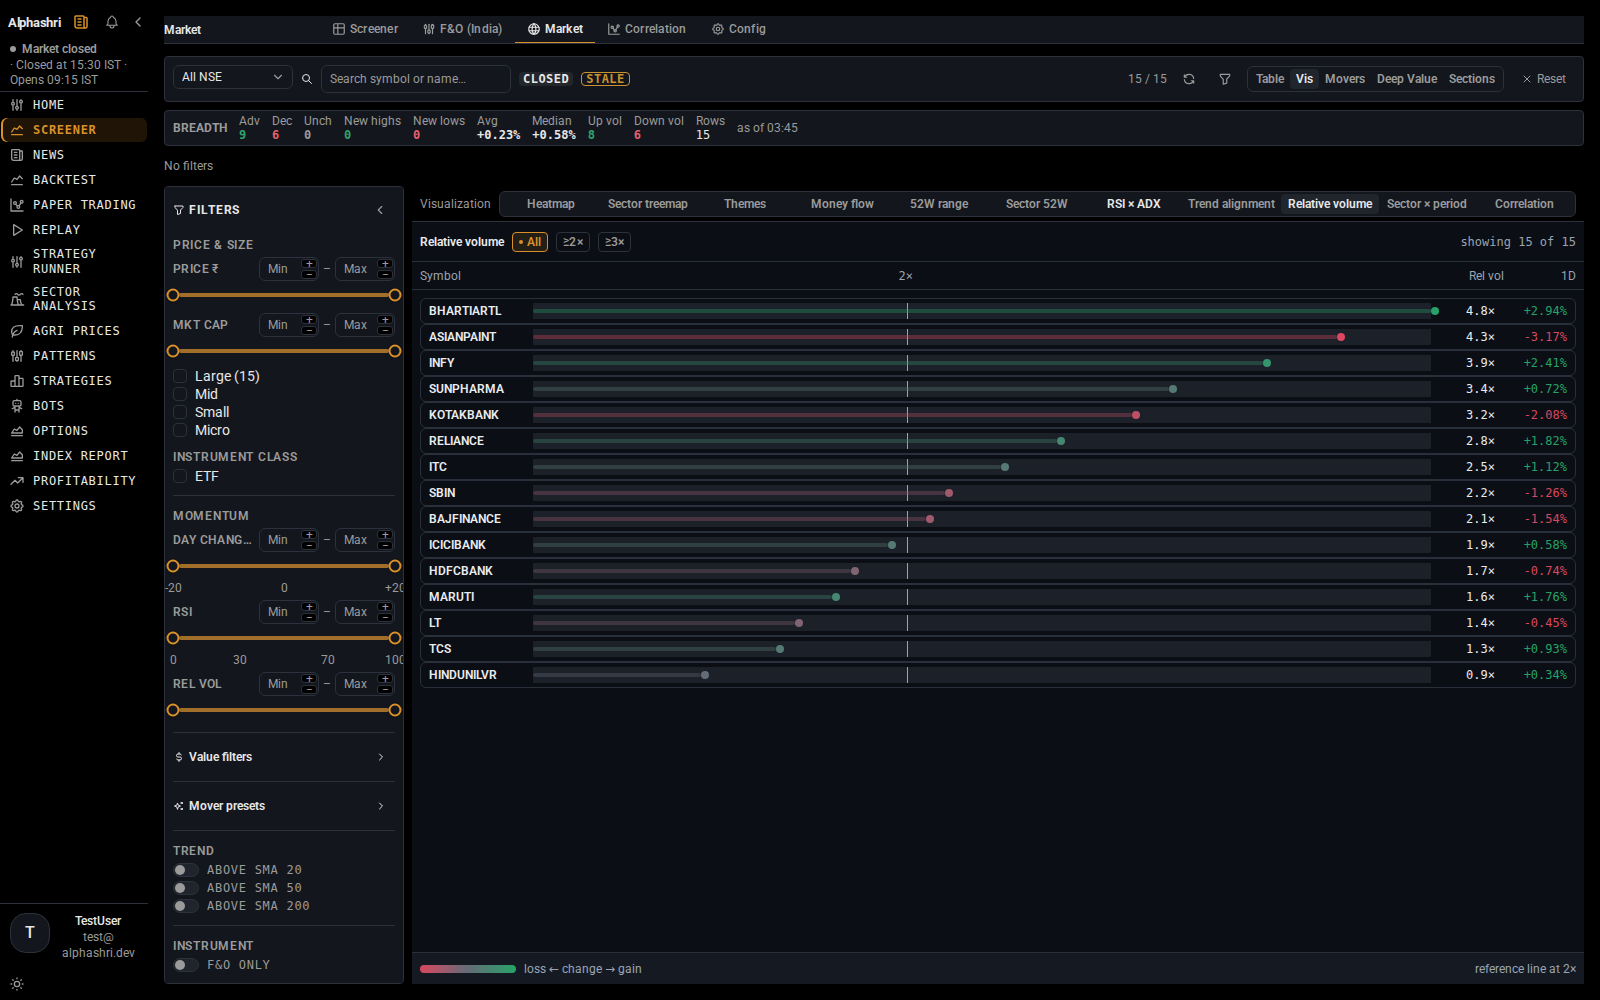 Alphashri
Market closed
· Closed at 15:30 IST ·
Opens 09:15 IST
HOME
SCREENER
NEWS
BACKTEST
PAPER TRADING
REPLAY
STRATEGY
RUNNER
SECTOR
ANALYSIS
AGRI PRICES
PATTERNS
STRATEGIES
BOTS
OPTIONS
INDEX REPORT
PROFITABILITY
SETTINGS
T
TestUser
test@
alphashri.dev
Market
Screener
F&O (India)
Market
Correlation
Config
All NSE
Search symbol or name...
CLOSED
STALE
15 / 15
Table
Vis
Movers
Deep Value
Sections
Reset
BREADTH
Adv Dec Unch New highs New lows Avg Median Up vol Down vol Rows
9 6 0 0 0 +0.23% +0.58% 8 6 15
as of 03:45
No filters
FILTERS
PRICE & SIZE
PRICE ₹ Min + − – Max + −
MKT CAP Min + − – Max + −
Large (15)
Mid
Small
Micro
INSTRUMENT CLASS
ETF
MOMENTUM
DAY CHANG... Min + − – Max + −
-20 0 +20
RSI Min + − – Max + −
0 30 70 100
REL VOL Min + − – Max + −
Value filters
Mover presets
TREND
ABOVE SMA 20
ABOVE SMA 50
ABOVE SMA 200
INSTRUMENT
F&O ONLY
Visualization
Heatmap
Sector treemap
Themes
Money flow
52W range
Sector 52W
RSI × ADX
Trend alignment
Relative volume
Sector × period
Correlation
Relative volume
• All
≥2×
≥3×
showing 15 of 15
Symbol 2× Rel vol 1D
BHARTIARTL 4.8× +2.94%
ASIANPAINT 4.3× -3.17%
INFY 3.9× +2.41%
SUNPHARMA 3.4× +0.72%
KOTAKBANK 3.2× -2.08%
RELIANCE 2.8× +1.82%
ITC 2.5× +1.12%
SBIN 2.2× -1.26%
BAJFINANCE 2.1× -1.54%
ICICIBANK 1.9× +0.58%
HDFCBANK 1.7× -0.74%
MARUTI 1.6× +1.76%
LT 1.4× -0.45%
TCS 1.3× +0.93%
HINDUNILVR 0.9× +0.34%
loss ← change → gain
reference line at 2×